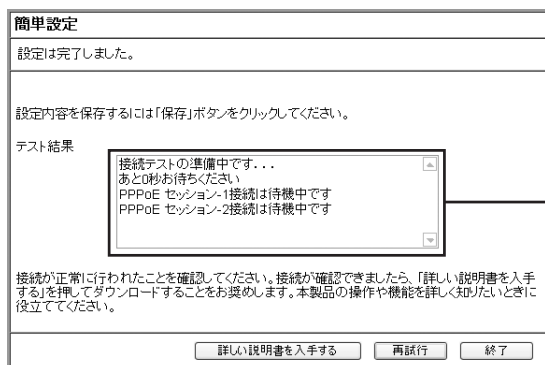 簡単設定
設定は完了しました。
設定内容を保存するには「保存」ボタンをクリックしてください。
テスト結果
接続テストの準備中です...
あと0秒お待ちください
PPPoE セッション-1接続は待機中です
PPPoE セッション-2接続は待機中です
接続が正常に行われたことを確認してください。接続が確認できましたら、「詳しい説明書を入手
する」を押してダウンロードすることをお奨めします。本製品の操作や機能を詳しく知りたいときに
役立ててください。
詳しい説明書を入手する 再試行 終了